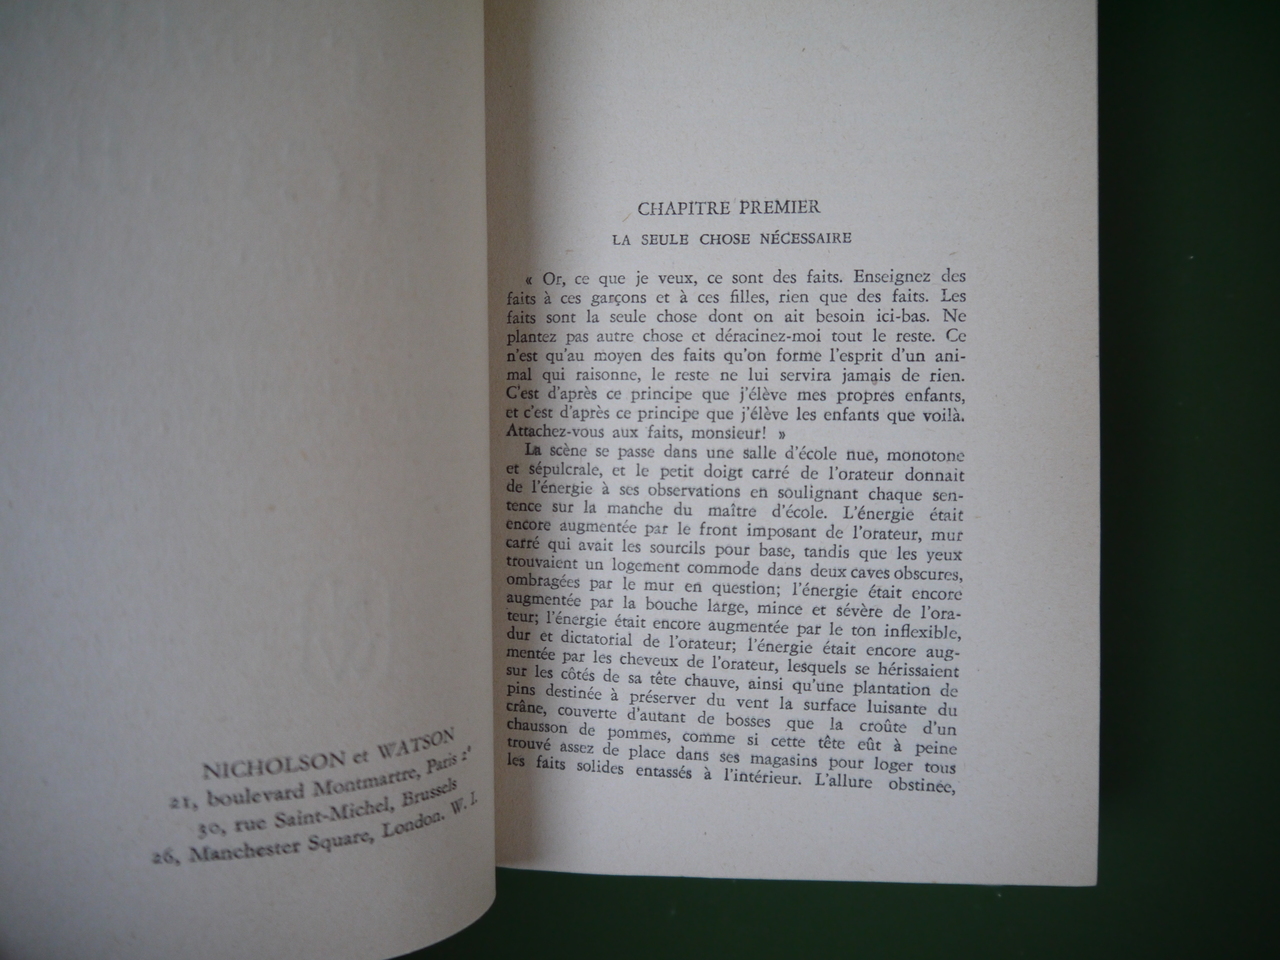 NICHOLSON et WATSON
21, boulevard Montmartre, Paris 2ᵉ
30, rue Saint-Michel, Brussels
26, Manchester Square, London. W. I.
CHAPITRE PREMIER
LA SEULE CHOSE NÉCESSAIRE
« Or, ce que je veux, ce sont des faits. Enseignez des
faits à ces garçons et à ces filles, rien que des faits. Les
faits sont la seule chose dont on ait besoin ici-bas. Ne
plantez pas autre chose et déracinez-moi tout le reste. Ce
n'est qu'au moyen des faits qu'on forme l'esprit d'un ani-
mal qui raisonne, le reste ne lui servira jamais de rien.
C'est d'après ce principe que j'élève mes propres enfants,
et c'est d'après ce principe que j'élève les enfants que voilà.
Attachez-vous aux faits, monsieur! »
La scène se passe dans une salle d'école nue, monotone
et sépulcrale, et le petit doigt carré de l'orateur donnait
de l'énergie à ses observations en soulignant chaque sen-
tence sur la manche du maître d'école. L'énergie était
encore augmentée par le front imposant de l'orateur, mur
carré qui avait les sourcils pour base, tandis que les yeux
trouvaient un logement commode dans deux caves obscures,
ombragées par le mur en question; l'énergie était encore
augmentée par la bouche large, mince et sévère de l'ora-
teur; l'énergie était encore augmentée par le ton inflexible,
dur et dictatorial de l'orateur; l'énergie était encore aug-
mentée par les cheveux de l'orateur, lesquels se hérissaient
sur les côtés de sa tête chauve, ainsi qu'une plantation de
pins destinée à préserver du vent la surface luisante du
crâne, couverte d'autant de bosses que la croûte d'un
chausson de pommes, comme si cette tête eût à peine
trouvé assez de place dans ses magasins pour loger tous
les faits solides entassés à l'intérieur. L'allure obstinée,